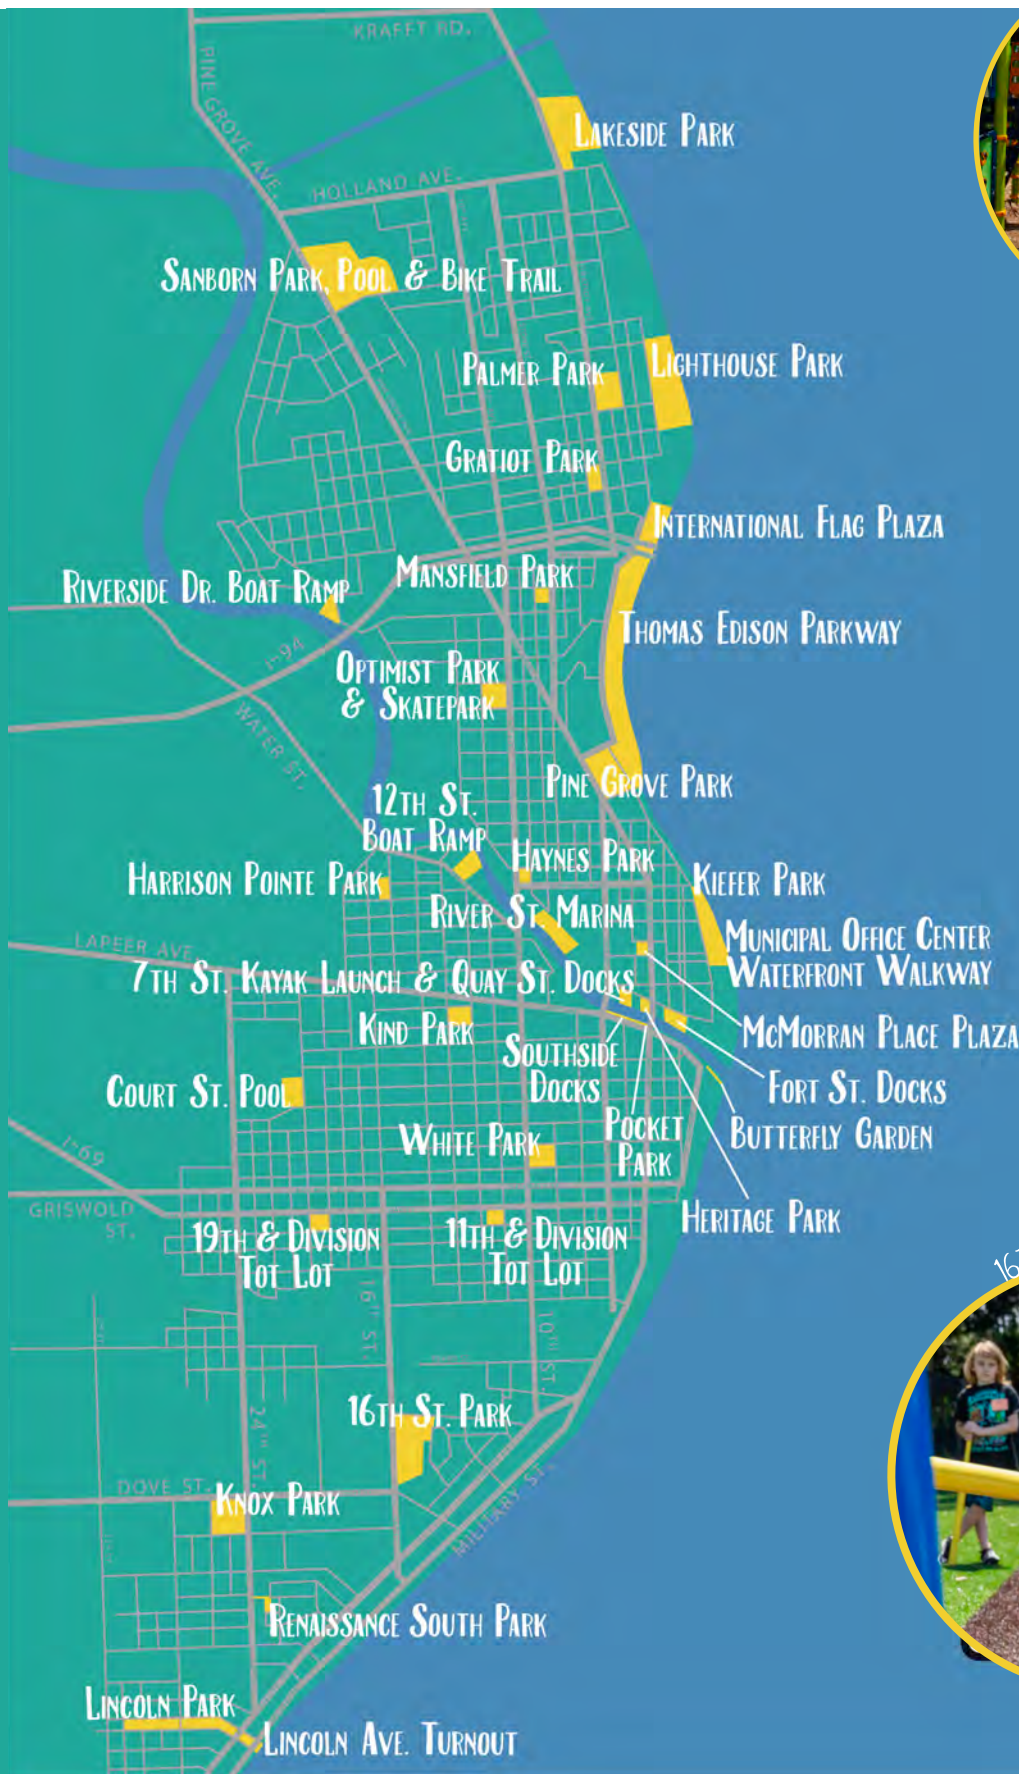 KRAFFT RD.
PINE GROVE AVE.
LAKESIDE PARK
HOLLAND AVE.
SANBORN PARK, POOL & BIKE TRAIL
LIGHTHOUSE PARK
PALMER PARK
GRATIOT PARK
INTERNATIONAL FLAG PLAZA
MANSFIELD PARK
RIVERSIDE DR. BOAT RAMP
THOMAS EDISON PARKWAY
I-94
OPTIMIST PARK
& SKATEPARK
WATER ST.
PINE GROVE PARK
12TH ST.
BOAT RAMP
HAYNES PARK
HARRISON POINTE PARK
KIEFER PARK
RIVER ST. MARINA
MUNICIPAL OFFICE CENTER
WATERFRONT WALKWAY
LAPEER AVE.
7TH ST. KAYAK LAUNCH & QUAY ST. DOCKS
KIND PARK
MCMORRAN PLACE PLAZA
SOUTHSIDE
DOCKS
COURT ST. POOL
FORT ST. DOCKS
POCKET
PARK
WHITE PARK
BUTTERFLY GARDEN
I-69
GRISWOLD
ST.
HERITAGE PARK
19TH & DIVISION
TOT LOT
11TH & DIVISION
TOT LOT
16TH ST.
10TH ST.
16TH ST. PARK
24TH ST.
DOVE ST.
KNOX PARK
MILITARY ST.
RENAISSANCE SOUTH PARK
LINCOLN PARK
LINCOLN AVE. TURNOUT